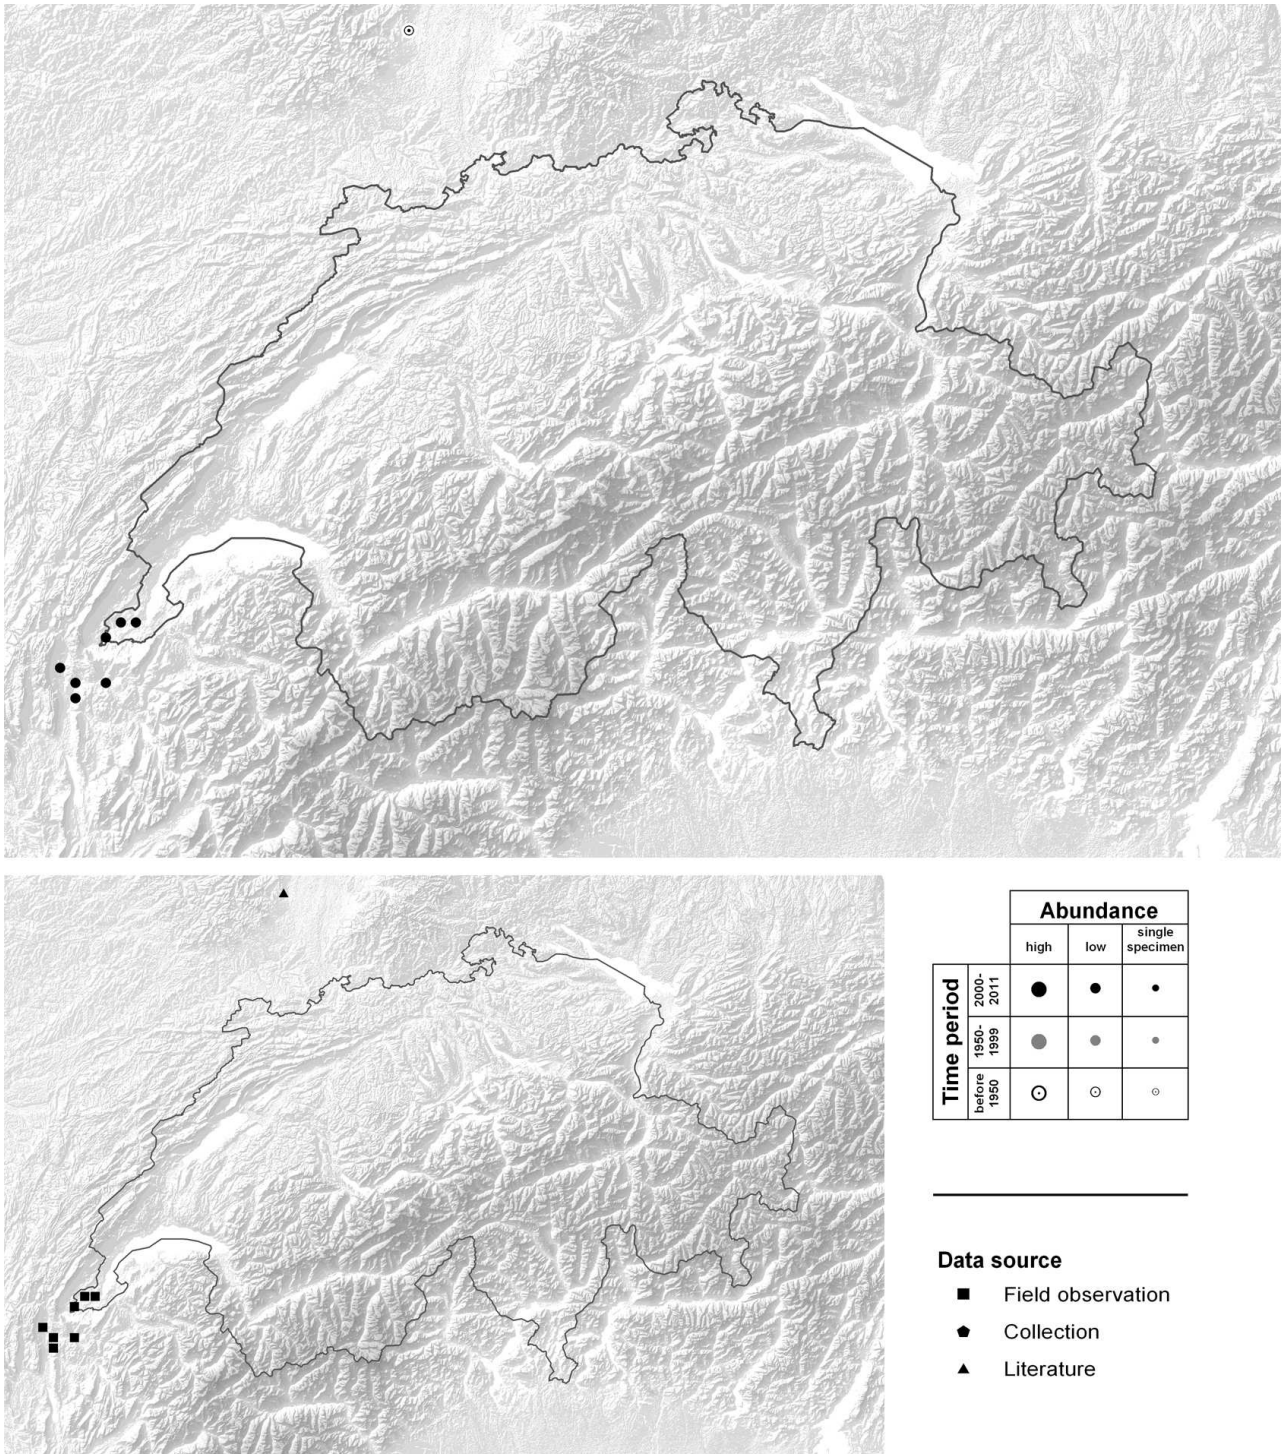 Abundance
high low single
specimen
Time period
2000-
2011
1950-
1999
before
1950
Data source
Field observation
Collection
Literature